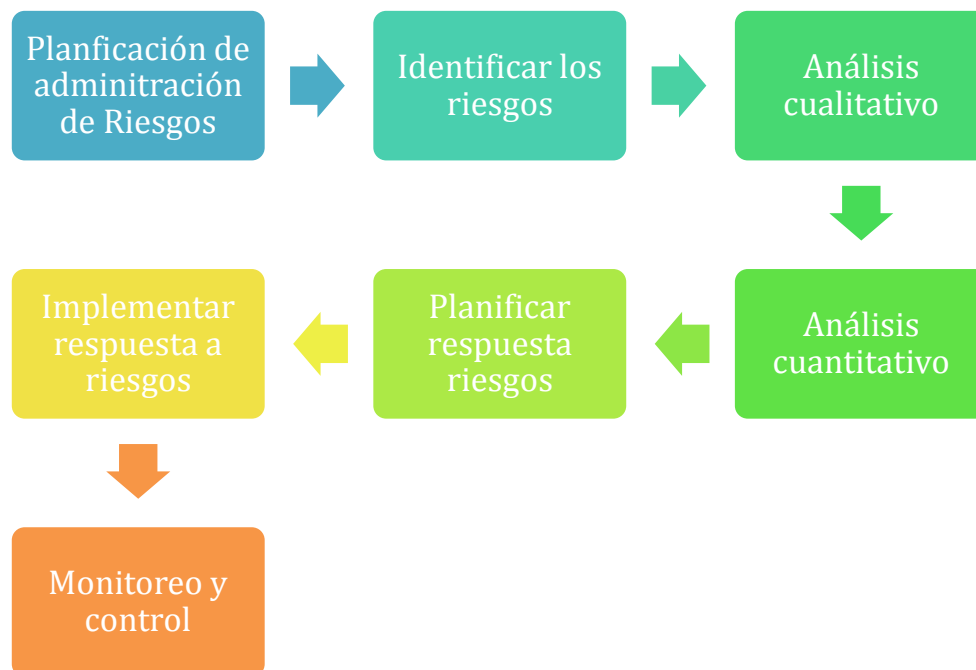 Planficación de
adminitración
de Riesgos
Identificar los
riesgos
Análisis
cualitativo
Análisis
cuantitativo
Planificar
respuesta
riesgos
Implementar
respuesta a
riesgos
Monitoreo y
control